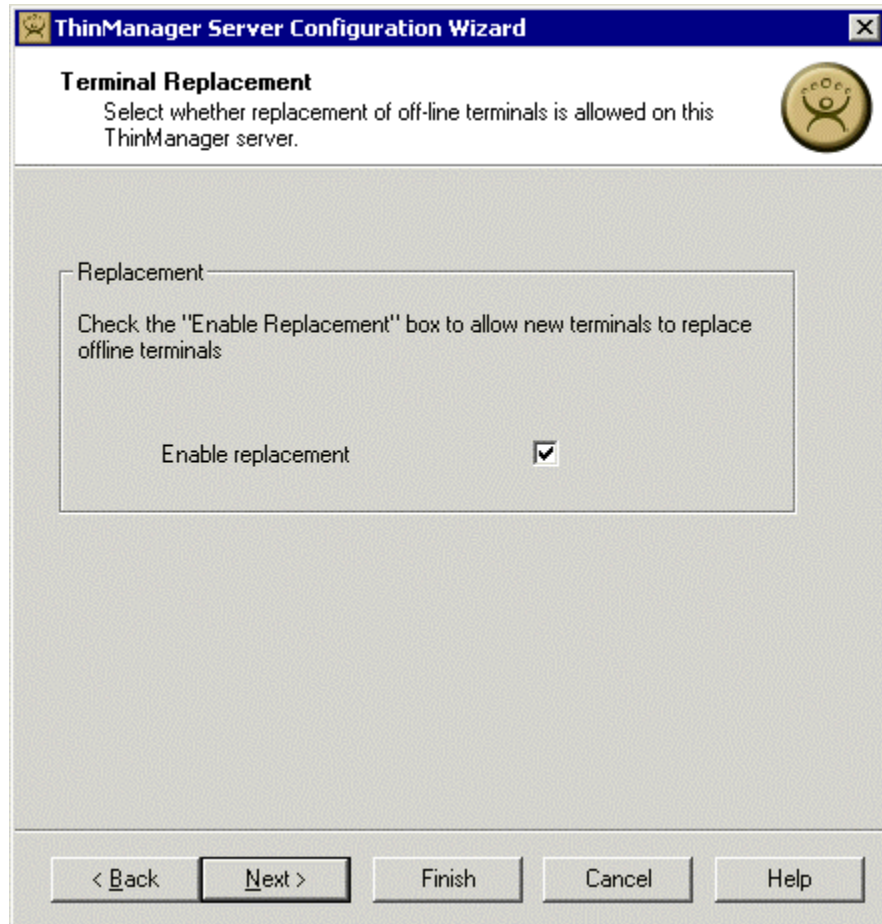 ThinManager Server Configuration Wizard
Terminal Replacement
Select whether replacement of off-line terminals is allowed on this
ThinManager server.
Replacement
Check the "Enable Replacement" box to allow new terminals to replace
offline terminals
Enable replacement
< Back Next > Finish Cancel Help